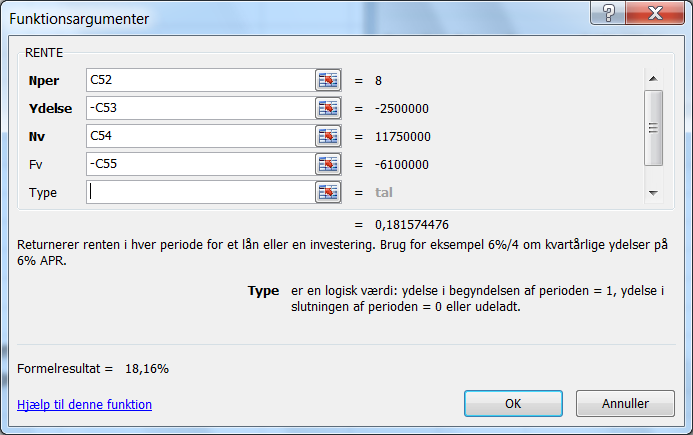 Funktionsargumenter
RENTE
Nper C52 = 8
Ydelse -C53 = -2500000
Nv C54 = 11750000
Fv -C55 = -6100000
Type = tal
= 0,181574476
Returnerer renten i hver periode for et lån eller en investering. Brug for eksempel 6%/4 om kvartårlige ydelser på
6% APR.
Type er en logisk værdi: ydelse i begyndelsen af perioden = 1, ydelse i
slutningen af perioden = 0 eller udeladt.
Formelresultat = 18,16%
Hjælp til denne funktion
OK Annuller